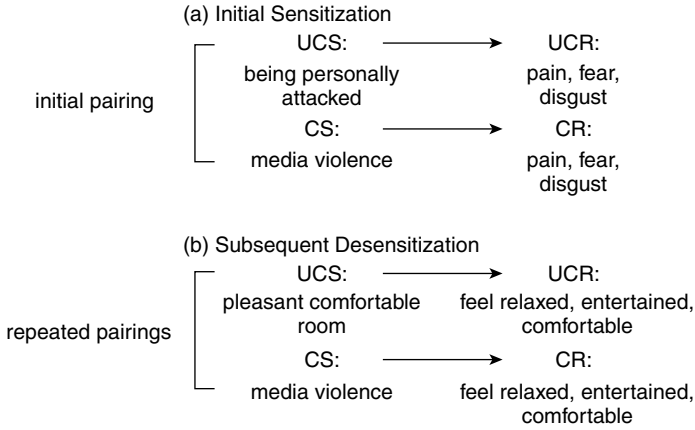 (a) Initial Sensitization
UCS:
UCR:
being personally
attacked
pain, fear,
disgust
initial pairing
CS:
CR:
media violence
pain, fear,
disgust
(b) Subsequent Desensitization
UCS:
UCR:
pleasant comfortable
room
feel relaxed, entertained,
comfortable
repeated pairings
CS:
CR:
media violence
feel relaxed, entertained,
comfortable